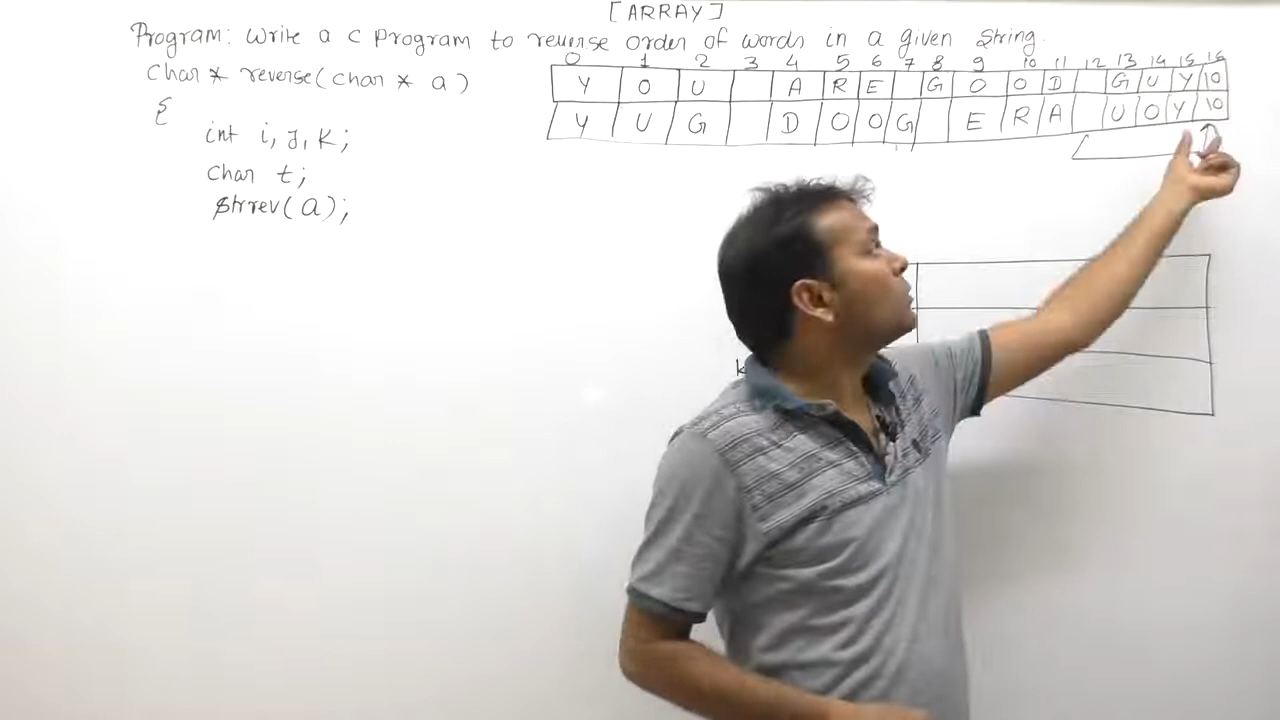 [ARRAY]
Program: Write a c program to reverse order of words in a given string.
Char * reverse(char * a)
{
int i, j, k;
char t;
strrev(a);
0 1 2 3 4 5 6 7 8 9 10 11 12 13 14 15 16
Y O U A R E G O O D G U Y \0
Y U G D O O G E R A U O Y \0
k